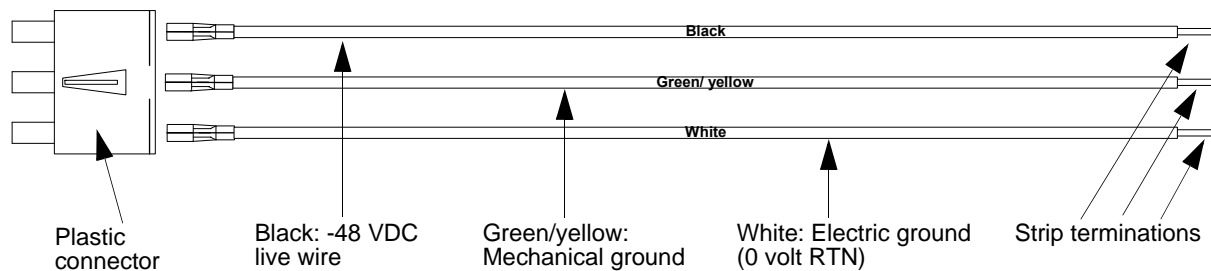 Black
Green/ yellow
White
Plastic
connector
Black: -48 VDC
live wire
Green/yellow:
Mechanical ground
White: Electric ground
(0 volt RTN)
Strip terminations